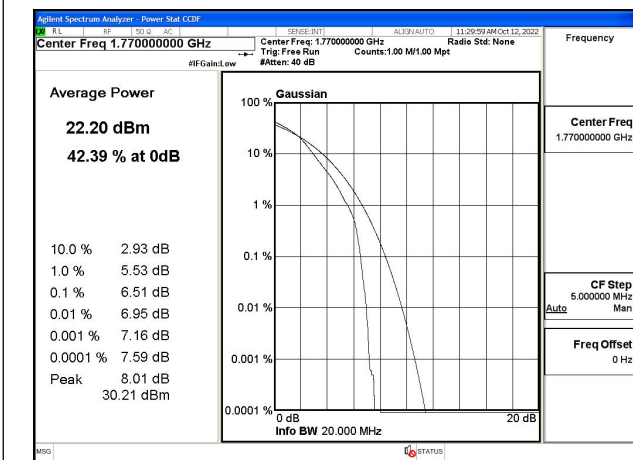 Agilent Spectrum Analyzer - Power Stat CCDF
RL RF 50 Ω AC SENSE:INT ALIGN AUTO 11:29:59 AM Oct 12, 2022
Center Freq 1.770000000 GHz
Center Freq: 1.770000000 GHz Radio Std: None
Trig: Free Run Counts:1.00 M/1.00 Mpt
#IFGain:Low #Atten: 40 dB
Frequency
Average Power
22.20 dBm
42.39 % at 0dB
10.0 % 2.93 dB
1.0 % 5.53 dB
0.1 % 6.51 dB
0.01 % 6.95 dB
0.001 % 7.16 dB
0.0001 % 7.59 dB
Peak 8.01 dB
30.21 dBm
Gaussian
100 %
10 %
1 %
0.1 %
0.01 %
0.001 %
0.0001 %
0 dB 20 dB
Info BW 20.000 MHz
Center Freq
1.770000000 GHz
CF Step
5.000000 MHz
Auto Man
Freq Offset
0 Hz
MSG STATUS